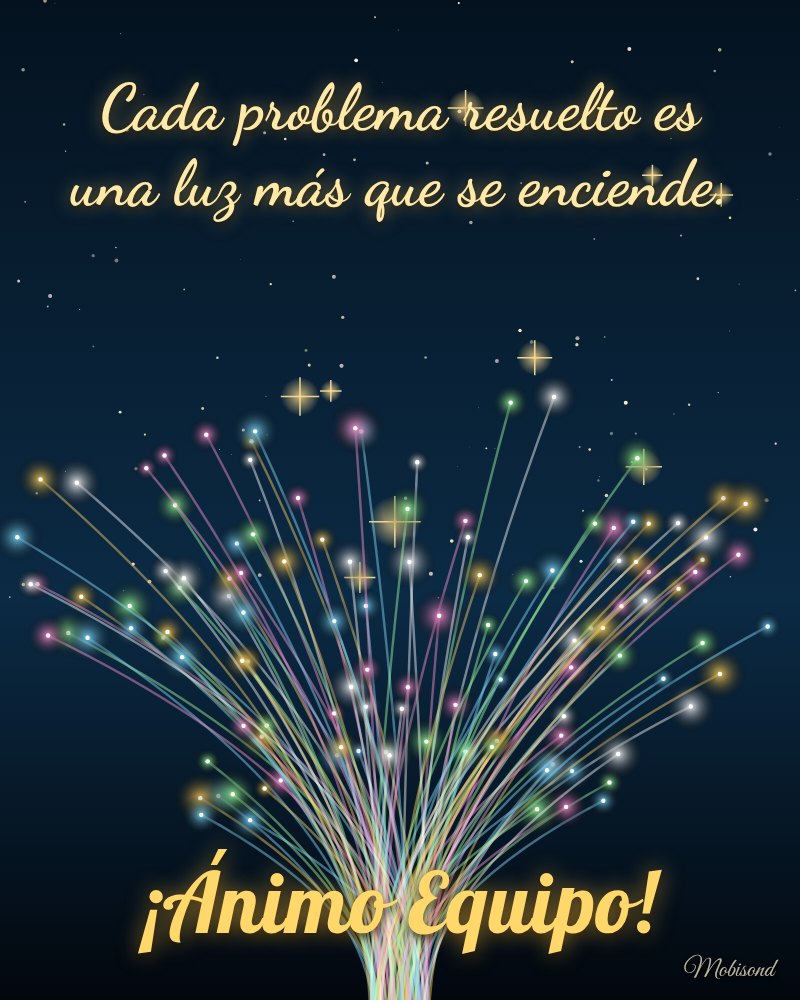 Cada problema resuelto es
una luz más que se enciende.
¡Ánimo Equipo!
Mobisond